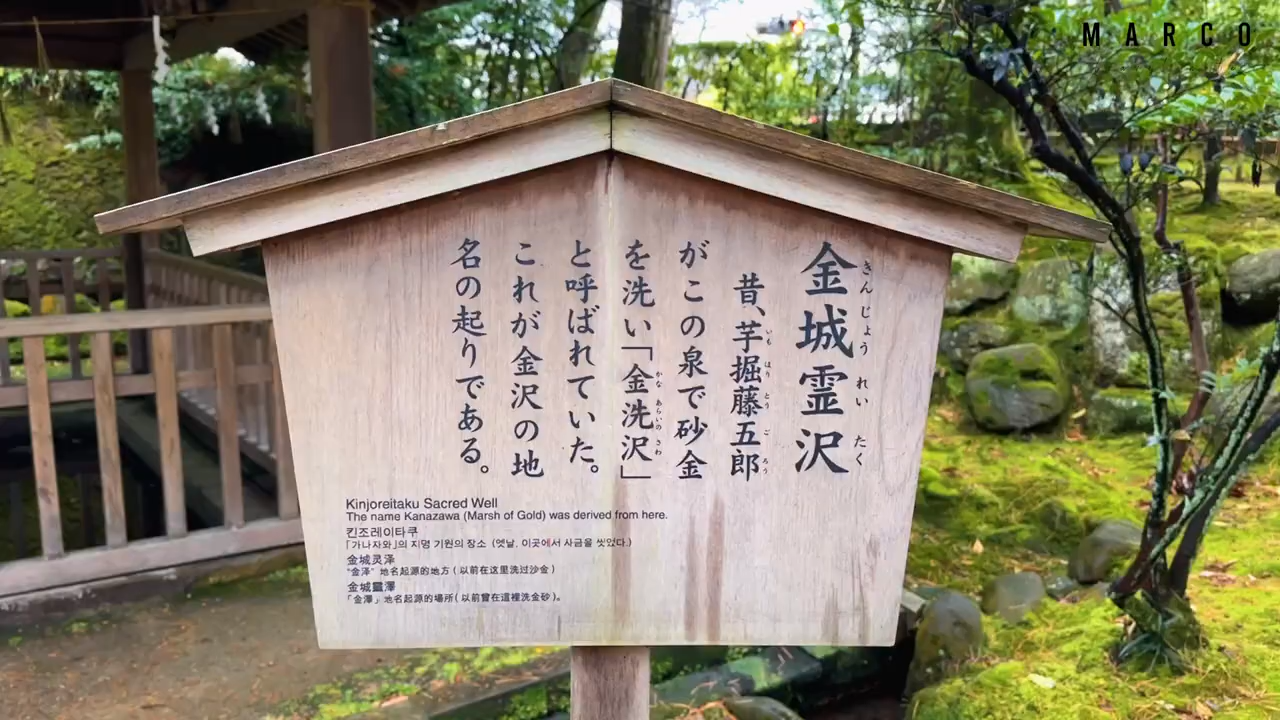 MARCO
金城霊沢
きんじょうれいたく
昔、芋掘藤五郎
いもほりとうごろう
がこの泉で砂金
を洗い「金洗沢」
かなあらいのさわ
と呼ばれていた。
これが金沢の地
名の起りである。
Kinjoreitaku Sacred Well
The name Kanazawa (Marsh of Gold) was derived from here.
킨조레이타쿠
「가나자와」의 지명 기원의 장소 (옛날, 이곳에서 사금을 씻었다.)
金城灵泽
“金泽”地名起源的地方(以前在这里洗过沙金)
金城靈澤
「金澤」地名起源的場所(以前曾在這裡洗金砂)。